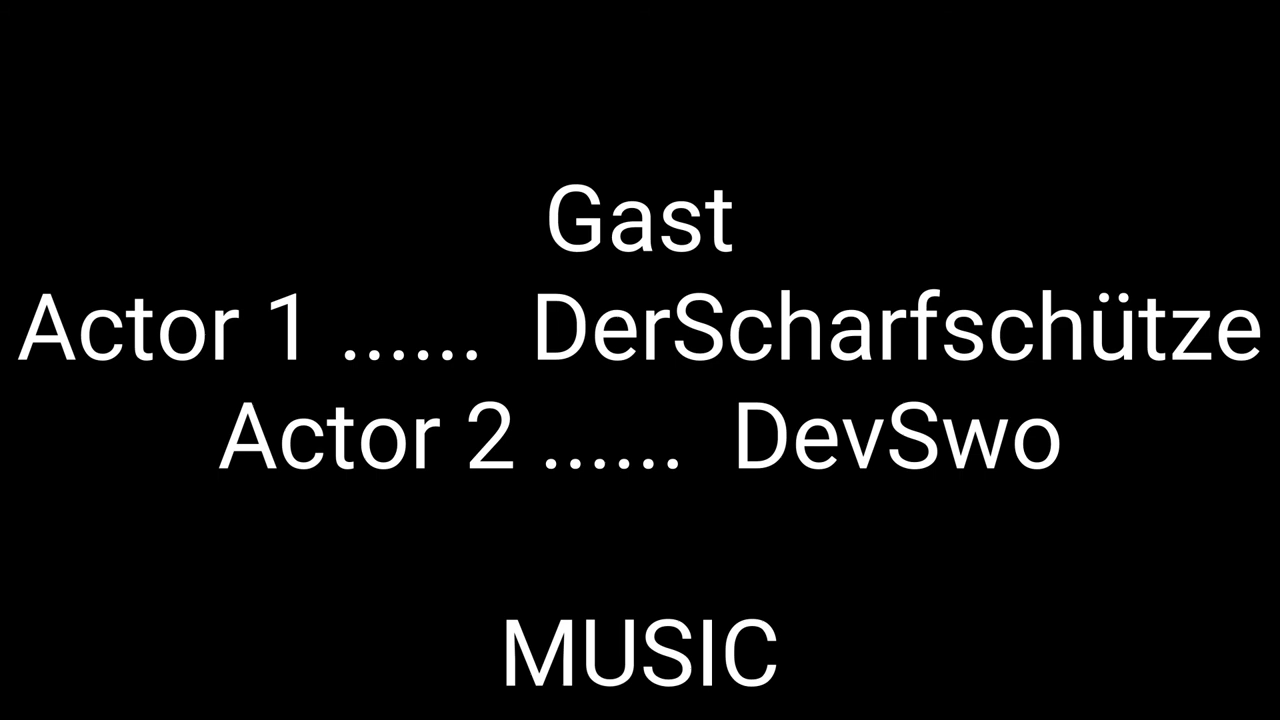 Gast
Actor 1 ......  DerScharfschütze
Actor 2 ......  DevSwo
MUSIC